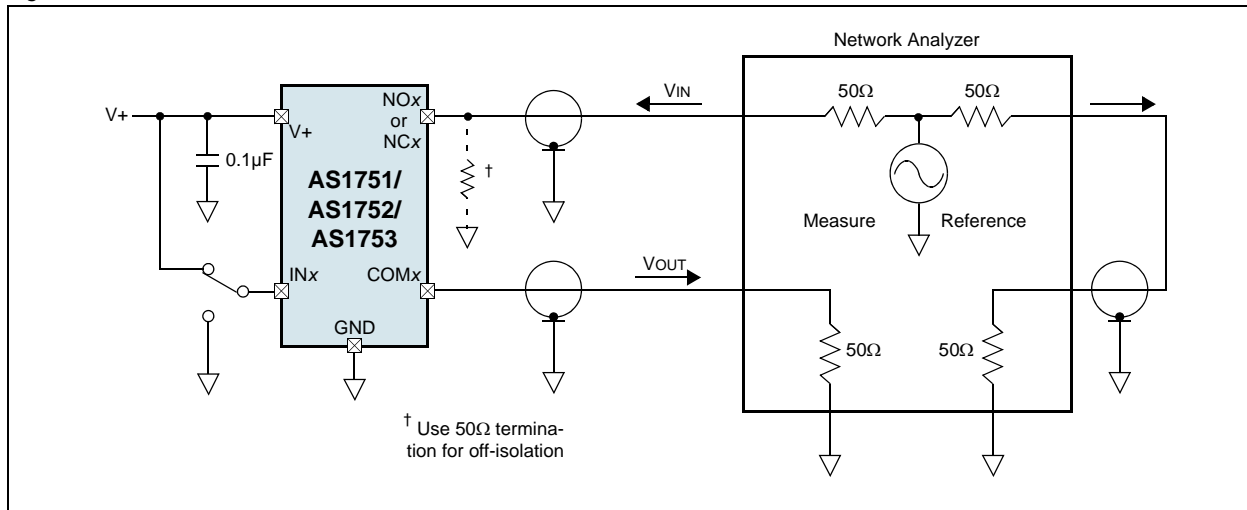 Network Analyzer
V+
NOx
or
NCx
V+
0.1µF
AS1751/
AS1752/
AS1753
INx
COMx
GND
†
VIN
50Ω
50Ω
Measure
Reference
VOUT
50Ω
50Ω
† Use 50Ω termina-
tion for off-isolation